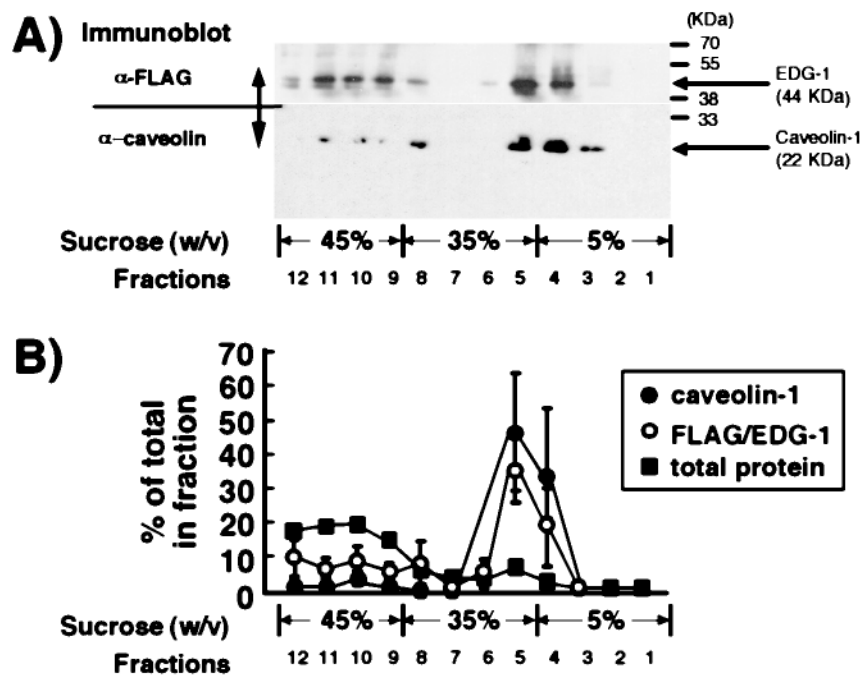 A) Immunoblot
(KDa)
70
α-FLAG
55
EDG-1
(44 KDa)
38
33
α-caveolin
Caveolin-1
(22 KDa)
Sucrose (w/v) 45% 35% 5%
Fractions 12 11 10 9 8 7 6 5 4 3 2 1
B)
% of total
in fraction
70
60
50
40
30
20
10
0
caveolin-1
FLAG/EDG-1
total protein
Sucrose (w/v) 45% 35% 5%
Fractions 12 11 10 9 8 7 6 5 4 3 2 1